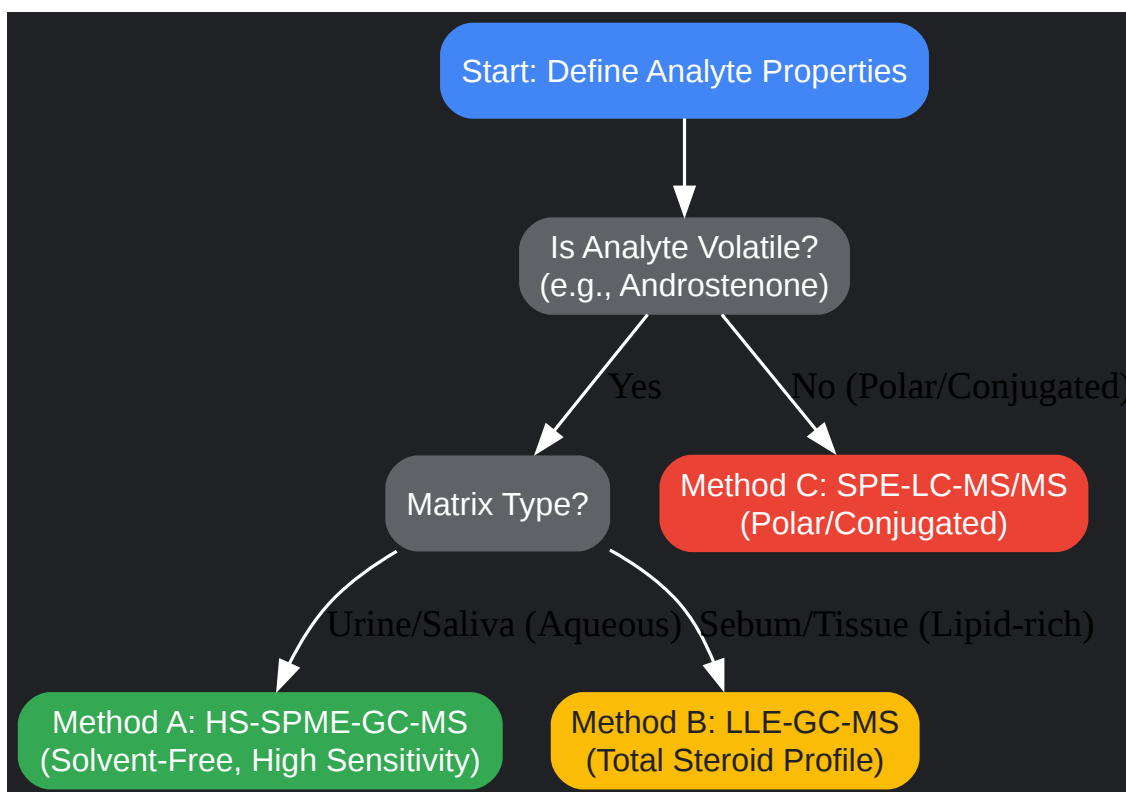 Start: Define Analyte Properties
Is Analyte Volatile?
(e.g., Androstenone)
Yes
No (Polar/Conjugated)
Matrix Type?
Method C: SPE-LC-MS/MS
(Polar/Conjugated)
Urine/Saliva (Aqueous)
Sebum/Tissue (Lipid-rich)
Method A: HS-SPME-GC-MS
(Solvent-Free, High Sensitivity)
Method B: LLE-GC-MS
(Total Steroid Profile)